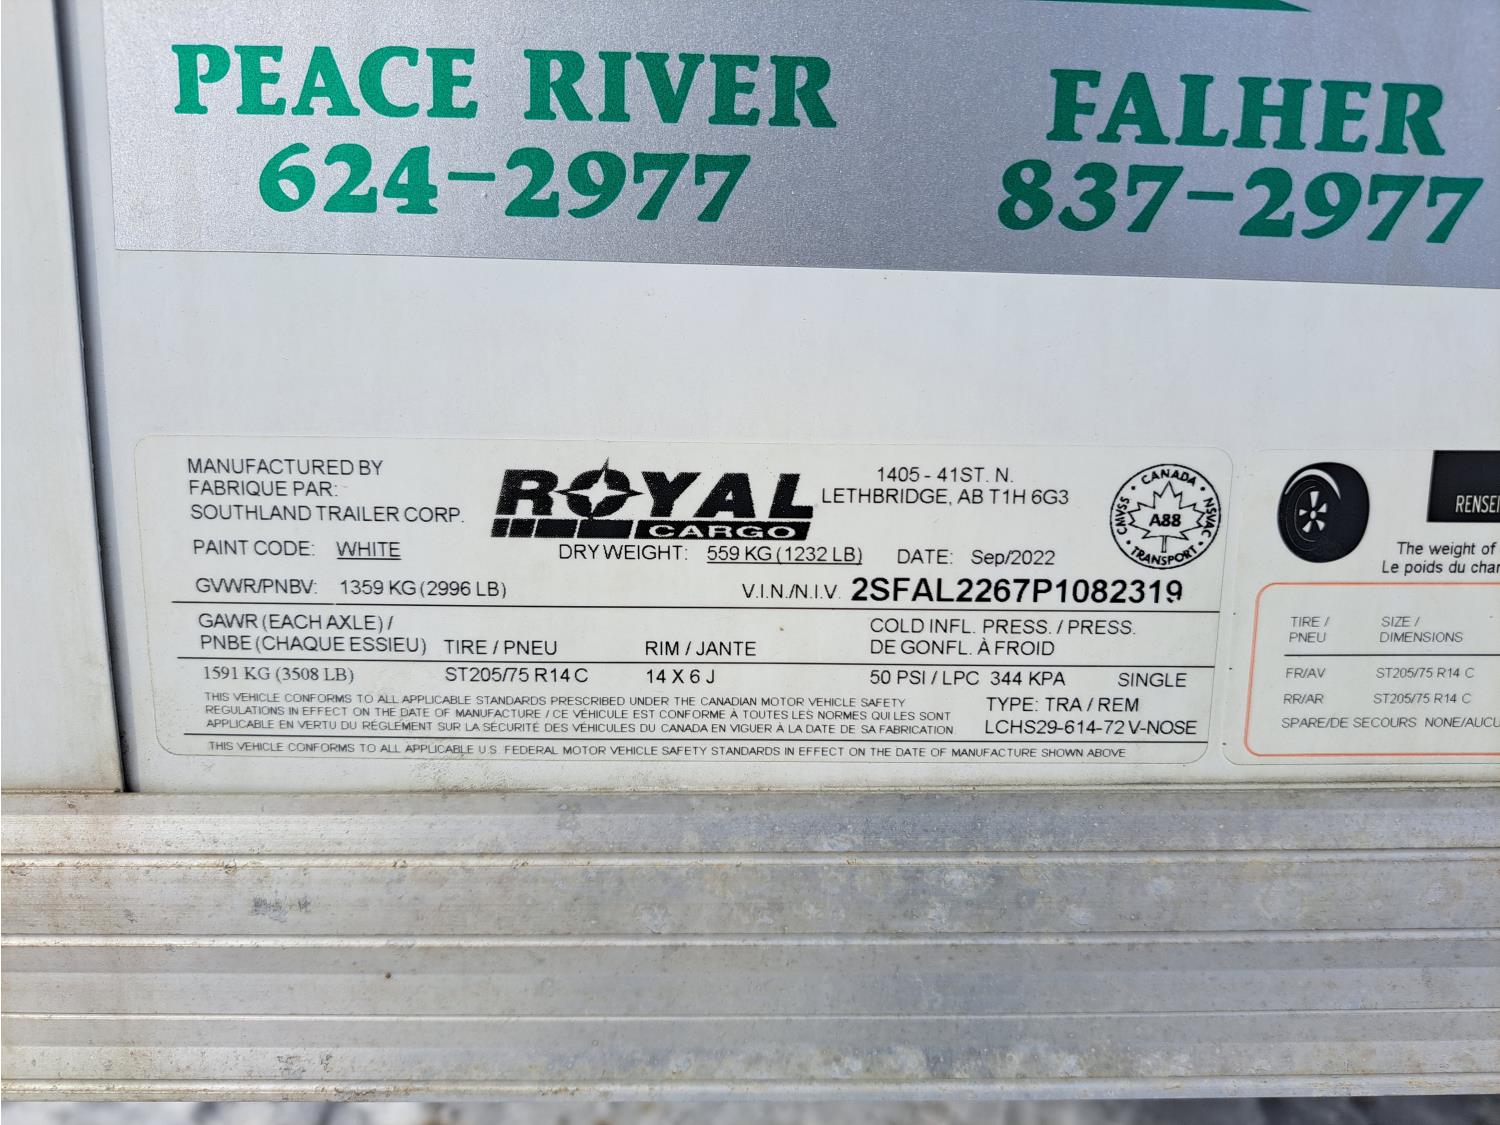 PEACE RIVER
624-2977
FALHER
837-2977
MANUFACTURED BY
FABRIQUE PAR:
SOUTHLAND TRAILER CORP.
ROYAL
CARGO
1405 - 41ST. N.
LETHBRIDGE, AB T1H 6G3
CANADA
CMVSS
NSVAC
A88
TRANSPORT
PAINT CODE: WHITE
DRY WEIGHT: 559 KG (1232 LB)
DATE: Sep/2022
GVWR/PNBV: 1359 KG (2996 LB)
V.I.N./N.I.V. 2SFAL2267P1082319
GAWR (EACH AXLE) /
PNBE (CHAQUE ESSIEU)
TIRE / PNEU
RIM / JANTE
COLD INFL. PRESS. / PRESS.
DE GONFL. À FROID
1591 KG (3508 LB)
ST205/75 R14 C
14 X 6 J
50 PSI / LPC 344 KPA
SINGLE
THIS VEHICLE CONFORMS TO ALL APPLICABLE STANDARDS PRESCRIBED UNDER THE CANADIAN MOTOR VEHICLE SAFETY
REGULATIONS IN EFFECT ON THE DATE OF MANUFACTURE / CE VÉHICULE EST CONFORME À TOUTES LES NORMES QUI LES SONT
APPLICABLE EN VERTU DU RÉGLEMENT SUR LA SÉCURITÉ DES VÉHICULES DU CANADA EN VIGUER À LA DATE DE SA FABRICATION.
TYPE: TRA / REM
LCHS29-614-72 V-NOSE
THIS VEHICLE CONFORMS TO ALL APPLICABLE U.S. FEDERAL MOTOR VEHICLE SAFETY STANDARDS IN EFFECT ON THE DATE OF MANUFACTURE SHOWN ABOVE
The weight of
Le poids du
TIRE /
PNEU
SIZE /
DIMENSIONS
FR/AV
ST205/75 R14 C
RR/AR
ST205/75 R14 C
SPARE/DE SECOURS